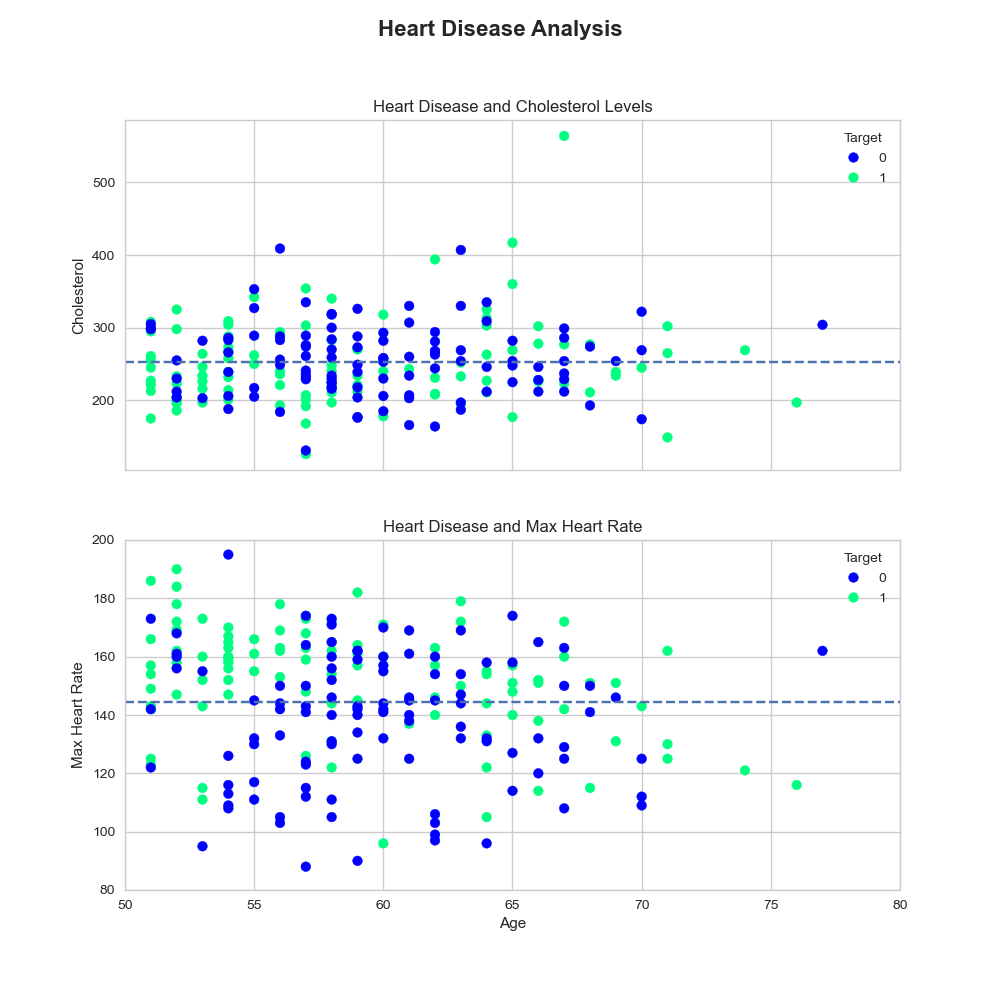 Heart Disease Analysis
Heart Disease and Cholesterol Levels
Target
0
1
500
400
300
200
Cholesterol
Heart Disease and Max Heart Rate
Target
0
1
200
180
160
140
120
100
80
Max Heart Rate
50 55 60 65 70 75 80
Age